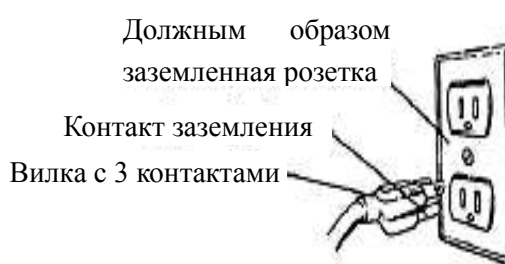 Должным образом
заземленная розетка
Контакт заземления
Вилка с 3 контактами